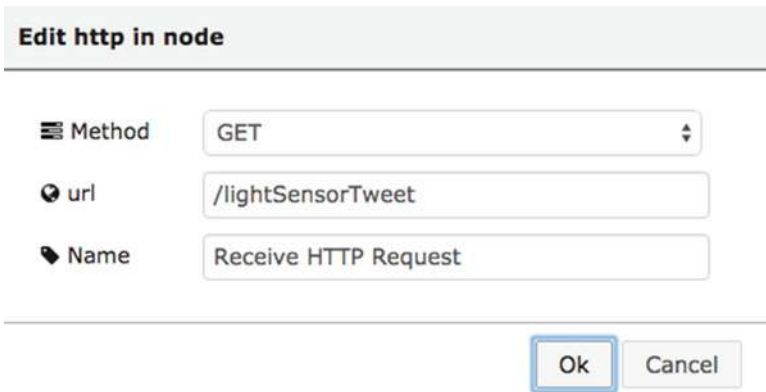 Edit http in node
Method GET
url /lightSensorTweet
Name Receive HTTP Request
Ok Cancel